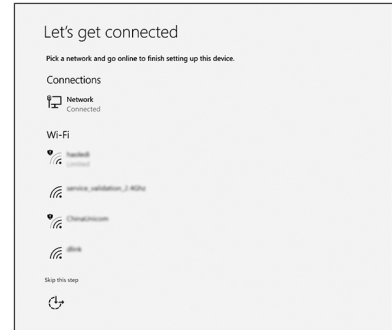 Let's get connected
Pick a network and go online to finish setting up this device.
Connections
Network
Connected
Wi-Fi
Limited
service_validation_2.4Ghz
ChinaUnicom
dlink
Skip this step